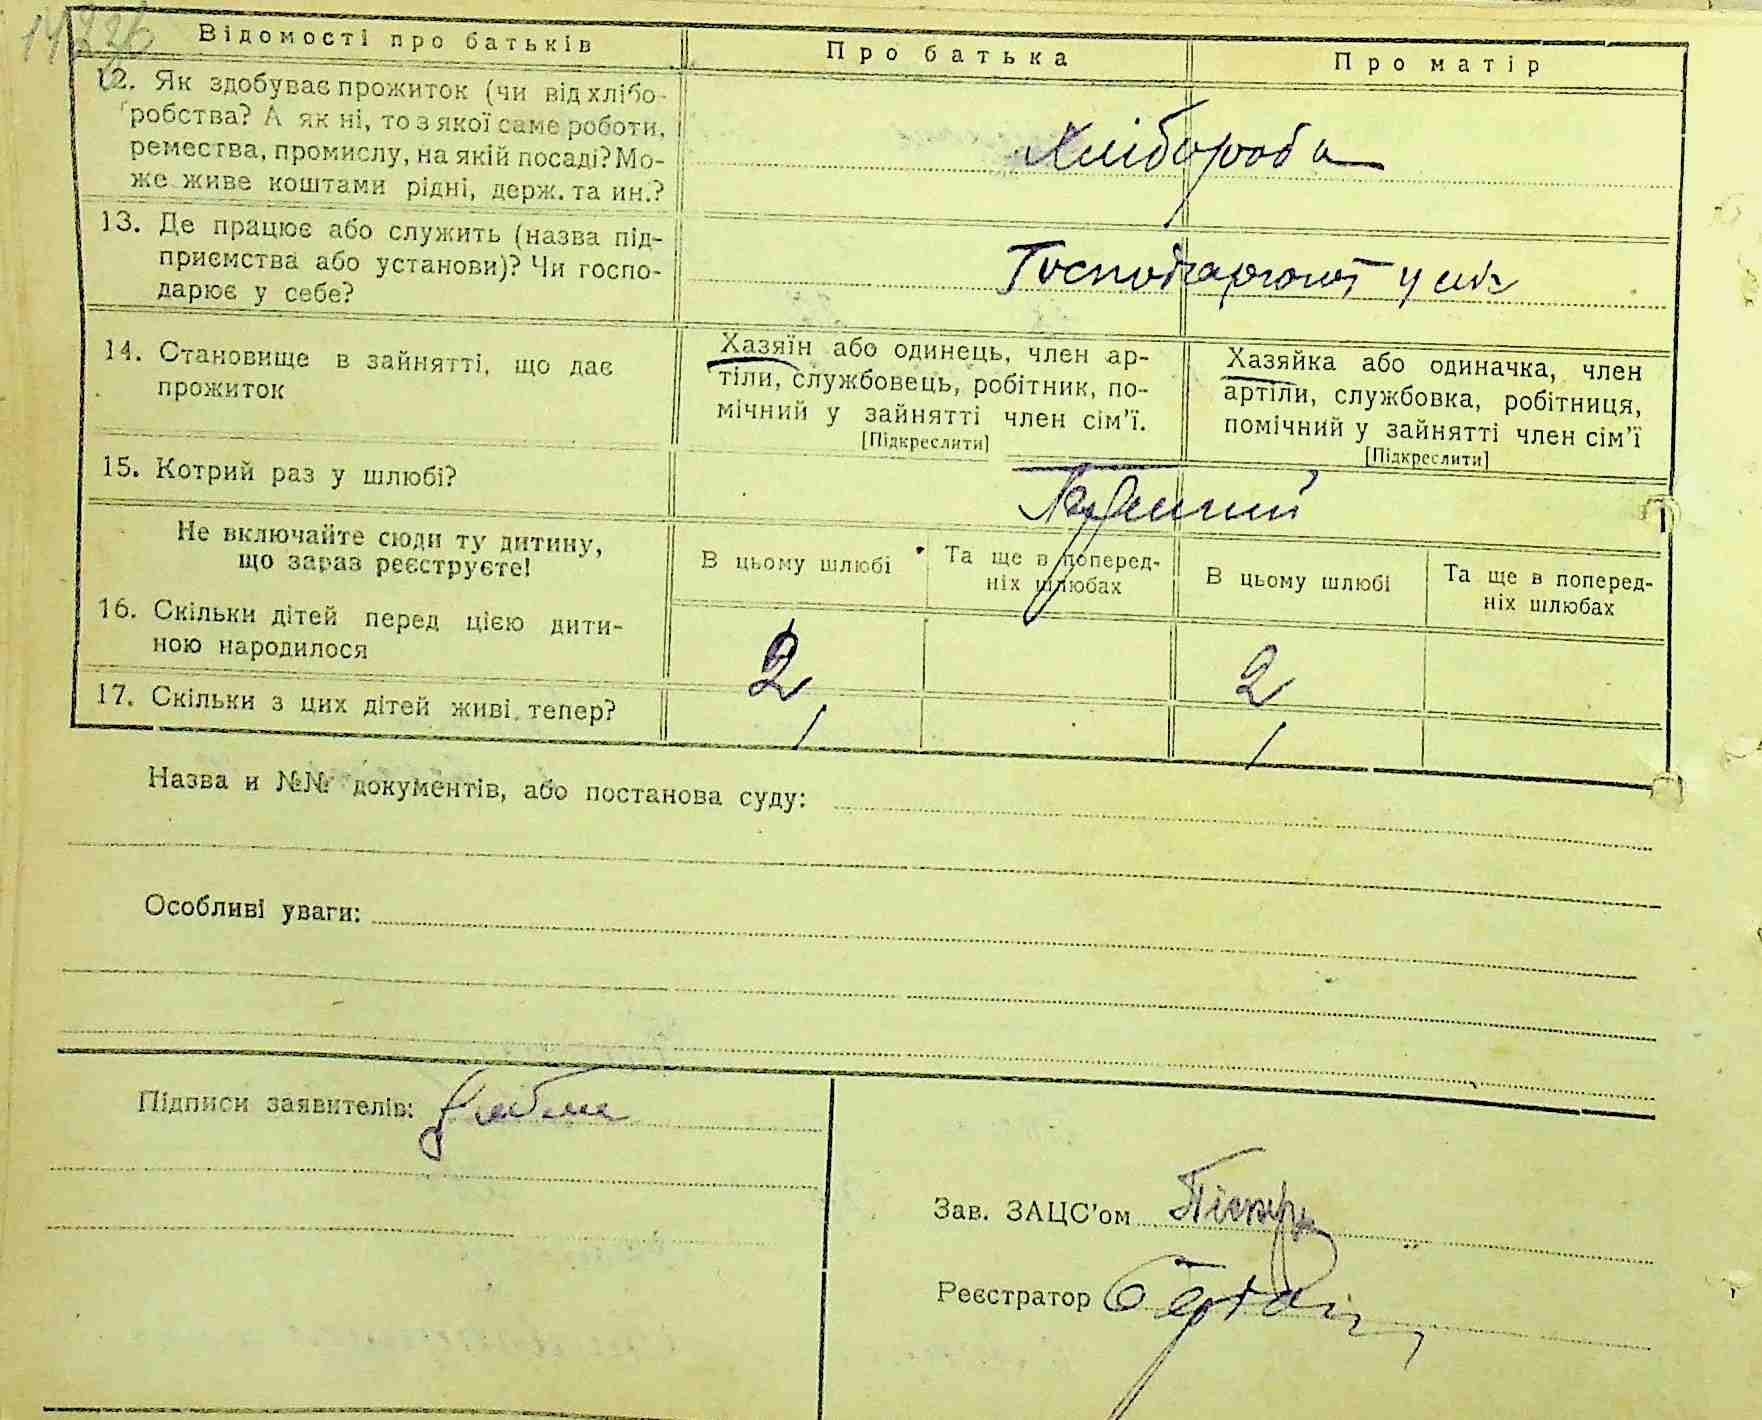 Відомості про батьків
Про батька
Про матір
12. Як здобуває прожиток (чи від хлібо-
робства? А як ні, то з якої саме роботи,
ремества, промислу, на якій посаді? Мо-
же живе коштами рідні, держ. та ин.?
Хлібороби
13. Де працює або служить (назва під-
приємства або установи)? Чи госпо-
дарює у себе?
Господарюют у
14. Становище в зайнятті, що дає
прожиток
Хазяїн або одинець, член ар-
тіли, службовець, робітник, по-
мічний у зайнятті член сім'ї.
[Підкреслити]
Хазяйка або одиначка, член
артіли, службовка, робітниця,
помічний у зайнятті член сім'ї
[Підкреслити]
15. Котрий раз у шлюбі?
Не включайте сюди ту дитину,
що зараз реєструєте!
В цьому шлюбі
Та ще в поперед-
ніх шлюбах
В цьому шлюбі
Та ще в поперед-
ніх шлюбах
16. Скільки дітей перед цією дити-
ною народилося
2
2
17. Скільки з цих дітей живі тепер?
1
1
Назва и №№ документів, або постанова суду:
Особливі уваги:
Підписи заявителів:
Зав. ЗАЦС'ом
Реєстратор